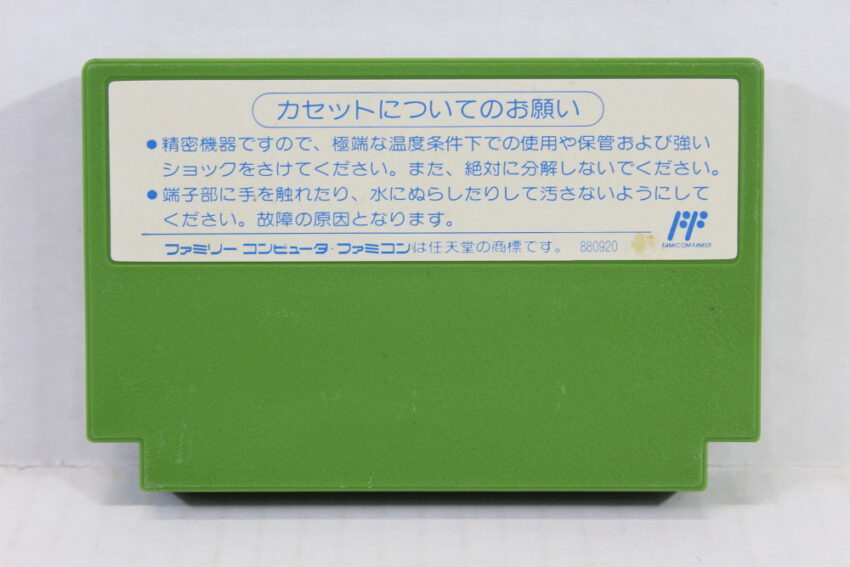 カセットについてのお願い
●精密機器ですので、極端な温度条件下での使用や保管および強い
ショックをさけてください。また、絶対に分解しないでください。
●端子部に手を触れたり、水にぬらしたりして汚さないようにして
ください。故障の原因となります。
ファミリー コンピュータ・ファミコンは任天堂の商標です。 880920
FAMICOM FAMILY